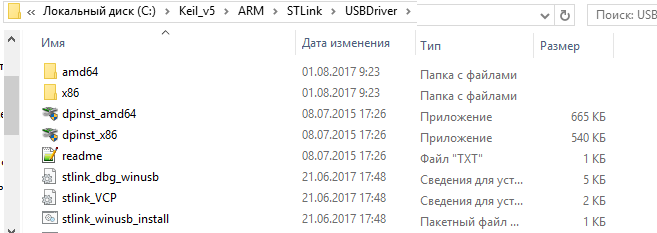 Локальный диск (C:) Keil_v5 ARM STLink USBDriver Поиск: USB
Имя Дата изменения Тип Размер
amd64 01.08.2017 9:23 Папка с файлами
x86 01.08.2017 9:23 Папка с файлами
dpinst_amd64 08.07.2015 17:26 Приложение 665 КБ
dpinst_x86 08.07.2015 17:26 Приложение 540 КБ
readme 08.07.2015 17:26 Файл "TXT" 1 КБ
stlink_dbg_winusb 21.06.2017 17:48 Сведения для уст... 5 КБ
stlink_VCP 21.06.2017 17:48 Сведения для уст... 2 КБ
stlink_winusb_install 21.06.2017 17:48 Пакетный файл ... 1 КБ